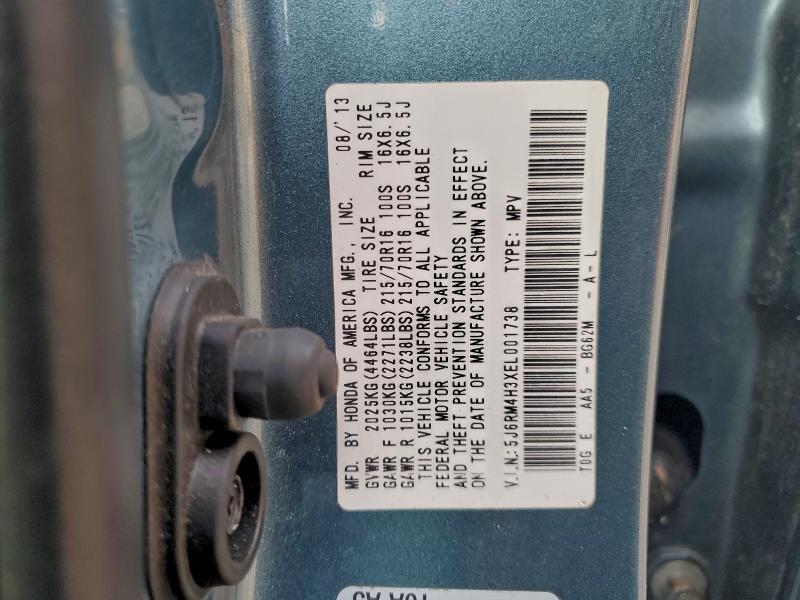 MFD. BY HONDA OF AMERICA MFG., INC. 08/'13
GVWR 2025KG(4464LBS) TIRE SIZE RIM SIZE
GAWR F 1030KG(2271LBS) 215/70R16 100S 16X6.5J
GAWR R 1015KG(2238LBS) 215/70R16 100S 16X6.5J
THIS VEHICLE CONFORMS TO ALL APPLICABLE
FEDERAL MOTOR VEHICLE SAFETY
AND THEFT PREVENTION STANDARDS IN EFFECT
ON THE DATE OF MANUFACTURE SHOWN ABOVE.
V.I.N.: 5J6RM4H3XEL001738 TYPE: MPV
T0G E AA5 - BG62M - A - L